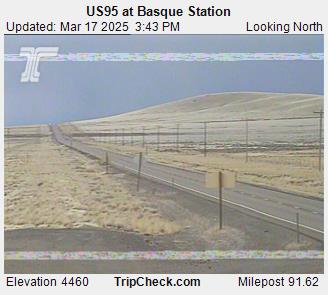 US95 at Basque Station
Updated: Mar 17 2025  3:43 PM Looking North
Elevation 4460 TripCheck.com Milepost 91.62